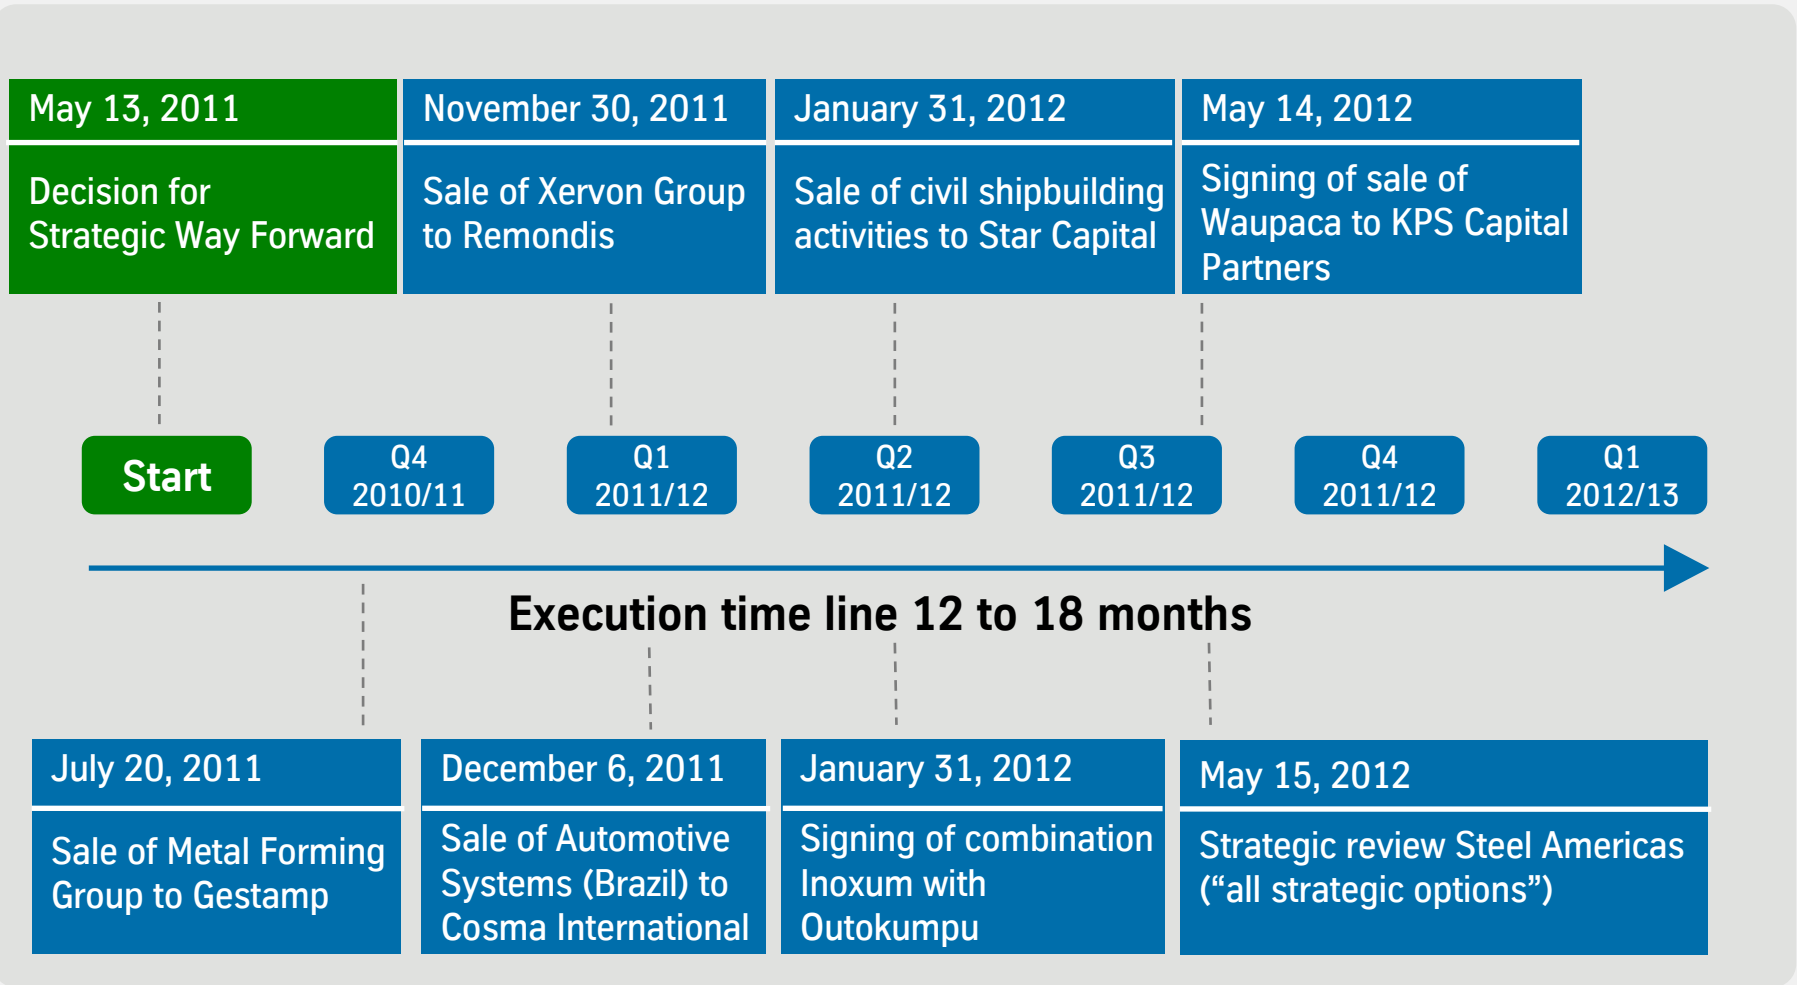 May 13, 2011
Decision for
Strategic Way Forward
November 30, 2011
Sale of Xervon Group
to Remondis
January 31, 2012
Sale of civil shipbuilding
activities to Star Capital
May 14, 2012
Signing of sale of
Waupaca to KPS Capital
Partners
Start
Q4
2010/11
Q1
2011/12
Q2
2011/12
Q3
2011/12
Q4
2011/12
Q1
2012/13
Execution time line 12 to 18 months
July 20, 2011
Sale of Metal Forming
Group to Gestamp
December 6, 2011
Sale of Automotive
Systems (Brazil) to
Cosma International
January 31, 2012
Signing of combination
Inoxum with
Outokumpu
May 15, 2012
Strategic review Steel Americas
(“all strategic options”)